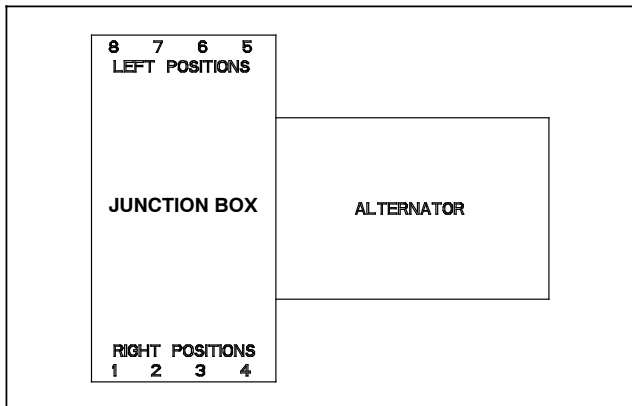 8 7 6 5
LEFT POSITIONS
JUNCTION BOX
ALTERNATOR
RIGHT POSITIONS
1 2 3 4